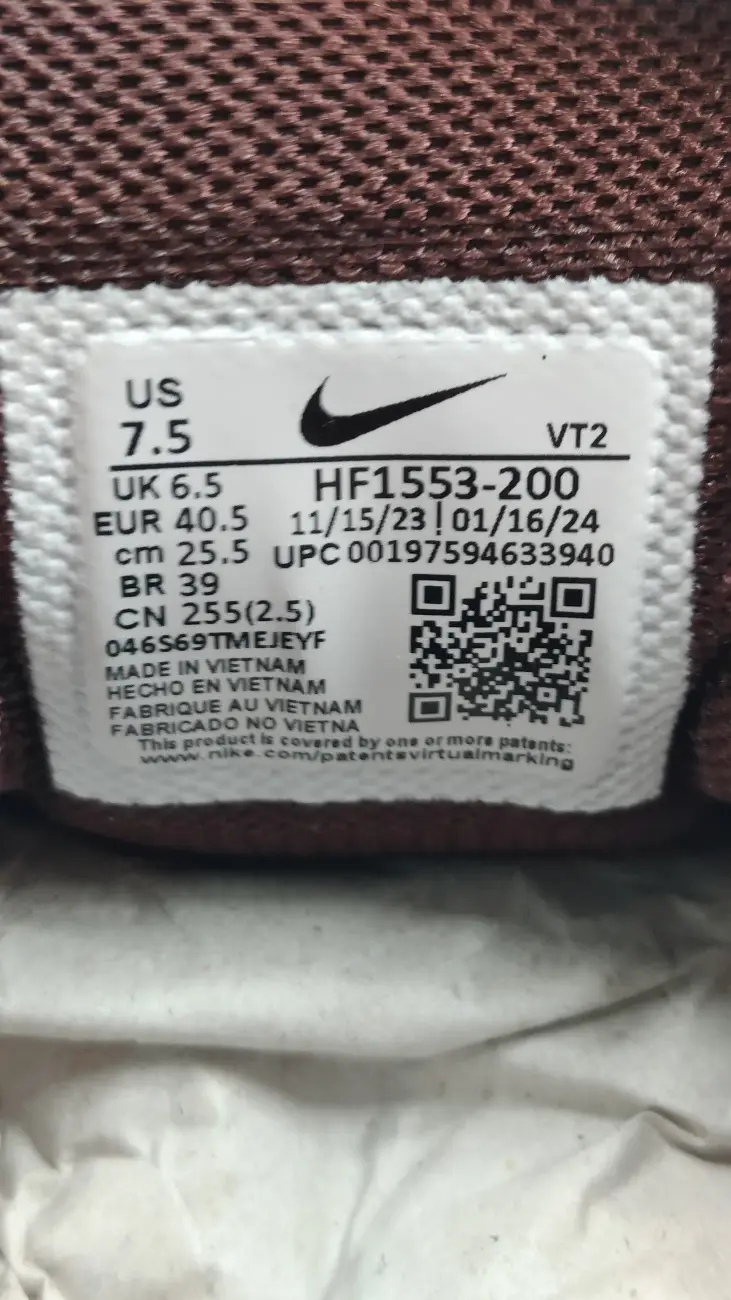 US
7.5
VT2
UK 6.5
HF1553-200
EUR 40.5
11/15/23 | 01/16/24
cm 25.5
UPC 00197594633940
BR 39
CN 255(2.5)
046S69TMEJEYF
MADE IN VIETNAM
HECHO EN VIETNAM
FABRIQUE AU VIETNAM
FABRICADO NO VIETNA
This product is covered by one or more patents:
www.nike.com/patentsvirtualmarking